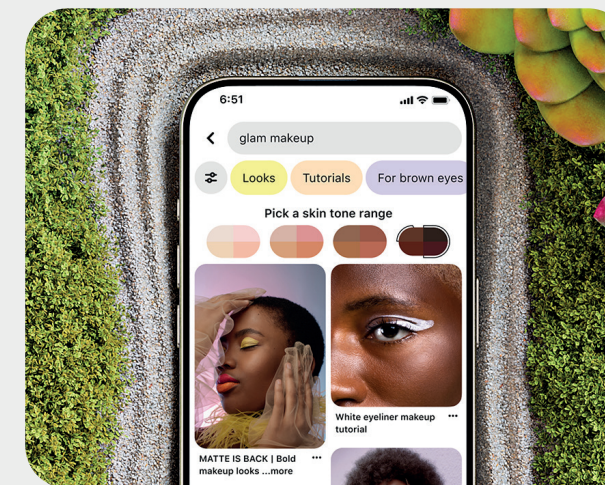 6:51
glam makeup
Looks
Tutorials
For brown eyes
Pick a skin tone range
White eyeliner makeup
tutorial
MATTE IS BACK | Bold
makeup looks ...more